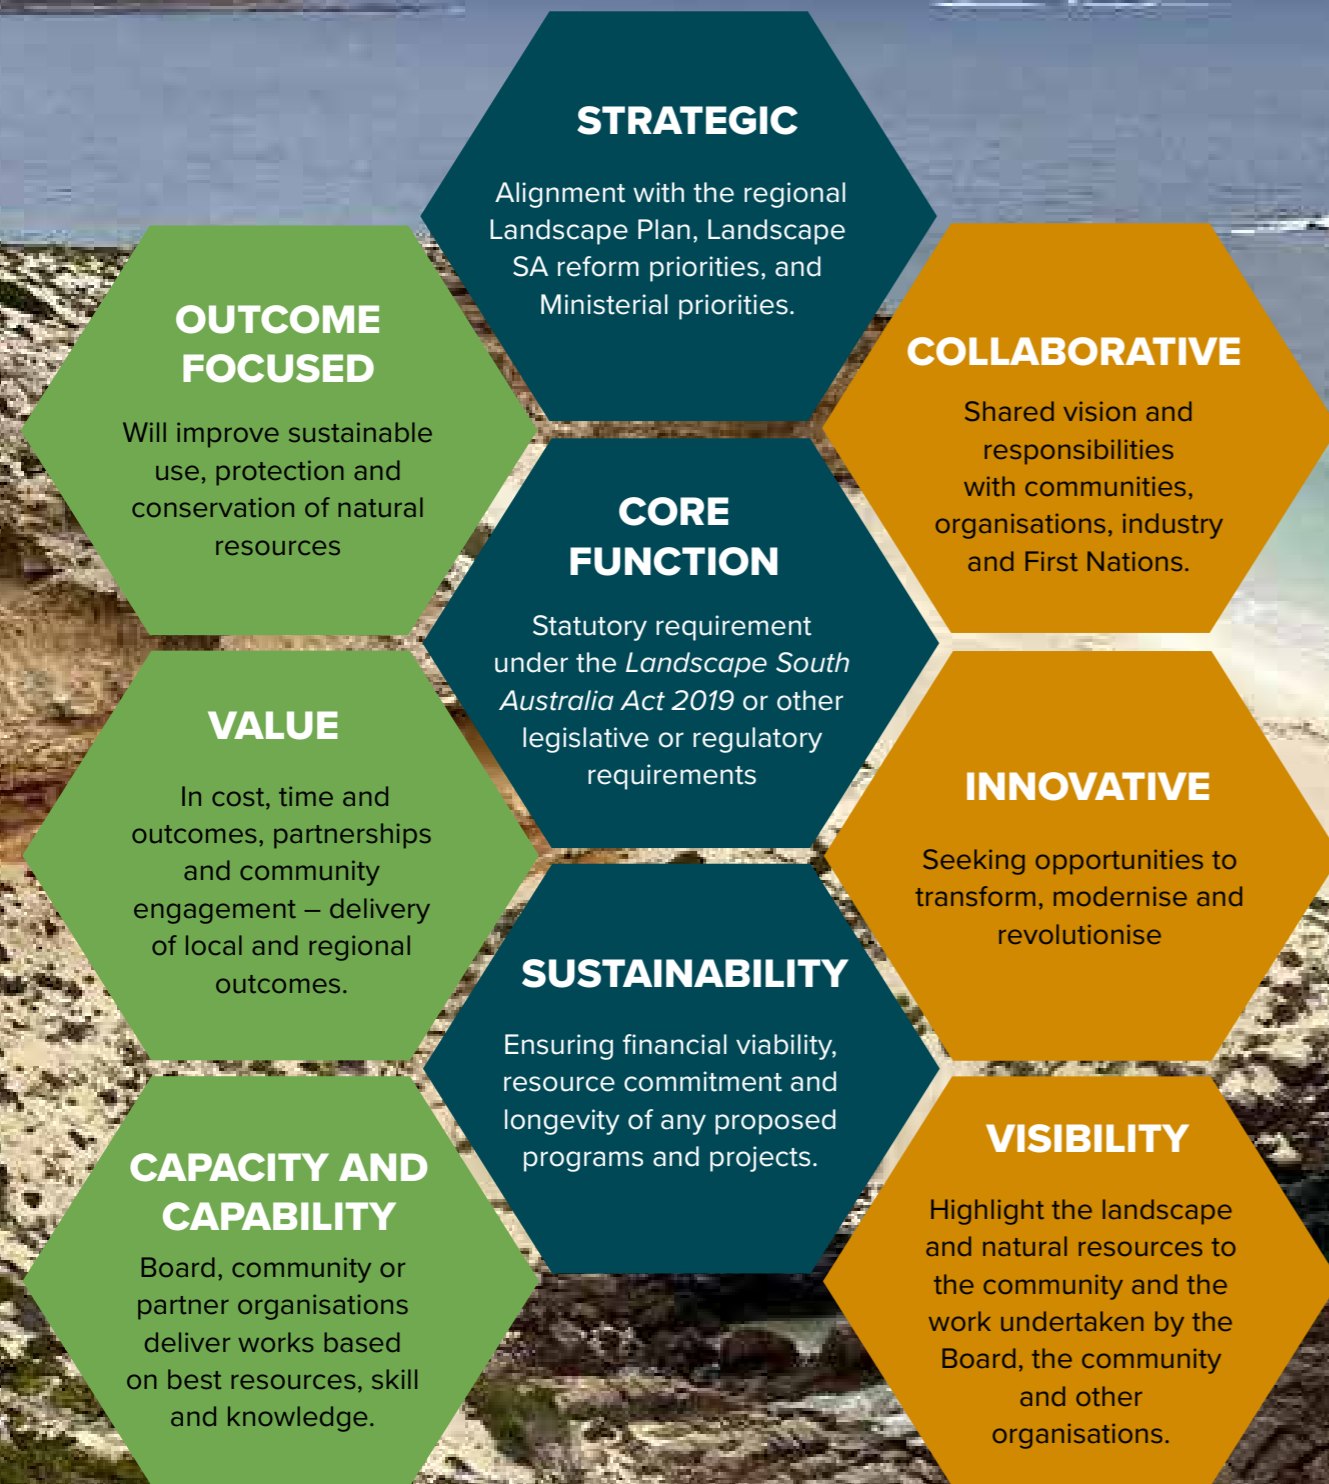 STRATEGIC
Alignment with the regional
Landscape Plan, Landscape
SA reform priorities, and
Ministerial priorities.
OUTCOME
FOCUSED
Will improve sustainable
use, protection and
conservation of natural
resources
COLLABORATIVE
Shared vision and
responsibilities
with communities,
organisations, industry
and First Nations.
CORE
FUNCTION
Statutory requirement
under the Landscape South
Australia Act 2019 or other
legislative or regulatory
requirements
VALUE
In cost, time and
outcomes, partnerships
and community
engagement – delivery
of local and regional
outcomes.
INNOVATIVE
Seeking opportunities to
transform, modernise and
revolutionise
SUSTAINABILITY
Ensuring financial viability,
resource commitment and
longevity of any proposed
programs and projects.
CAPACITY AND
CAPABILITY
Board, community or
partner organisations
deliver works based
on best resources, skill
and knowledge.
VISIBILITY
Highlight the landscape
and natural resources to
the community and the
work undertaken by the
Board, the community
and other
organisations.